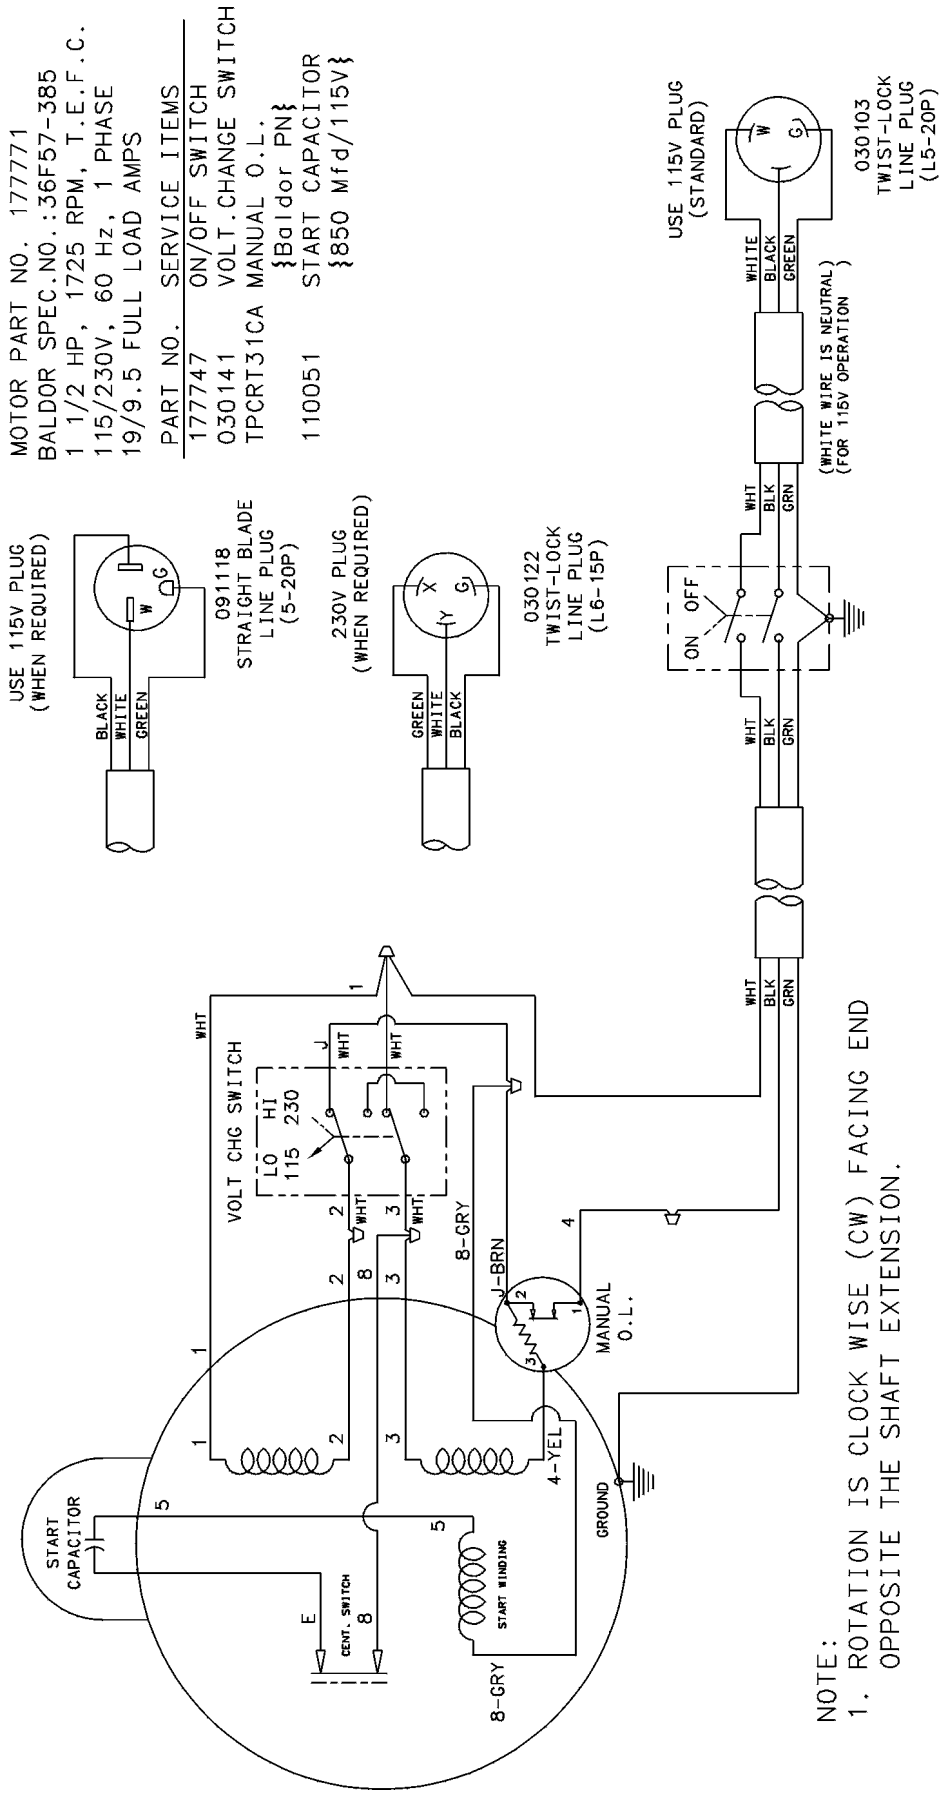 MOTOR PART NO. 177771
BALDOR SPEC.NO.:36F57-385
1 1/2 HP, 1725 RPM, T.E.F.C.
115/230V, 60 Hz, 1 PHASE
19/9.5 FULL LOAD AMPS
PART NO. SERVICE ITEMS
177747 ON/OFF SWITCH
030141 VOLT.CHANGE SWITCH
TPCRT31CA MANUAL O.L.
{Baldor PN}
110051 START CAPACITOR
{850 Mfd/115V}
USE 115V PLUG
(WHEN REQUIRED)
BLACK
WHITE
GREEN
W
G
091118
STRAIGHT BLADE
LINE PLUG
(5-20P)
230V PLUG
(WHEN REQUIRED)
GREEN
WHITE
BLACK
X
Y
G
030122
TWIST-LOCK
LINE PLUG
(L6-15P)
USE 115V PLUG
(STANDARD)
WHITE
BLACK
GREEN
W
G
030103
TWIST-LOCK
LINE PLUG
(L5-20P)
(WHITE WIRE IS NEUTRAL)
(FOR 115V OPERATION )
WHT
BLK
GRN
ON OFF
WHT
BLK
GRN
WHT
BLK
GRN
START
CAPACITOR
5
E
CENT. SWITCH
8
5
START WINDING
8-GRY
1
1
WHT
1
2
2
2
WHT
8
3
3
3
WHT
VOLT CHG SWITCH
LO HI
115 230
J
WHT
WHT
8-GRY
J-BRN
4
4-YEL
1
2
3
MANUAL
O.L.
GROUND
NOTE:
1. ROTATION IS CLOCK WISE (CW) FACING END
OPPOSITE THE SHAFT EXTENSION.